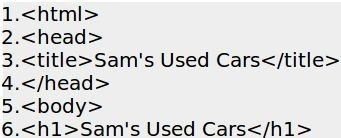 1.<html>
2.<head>
3.<title>Sam's Used Cars</title>
4.</head>
5.<body>
6.<h1>Sam's Used Cars</h1>